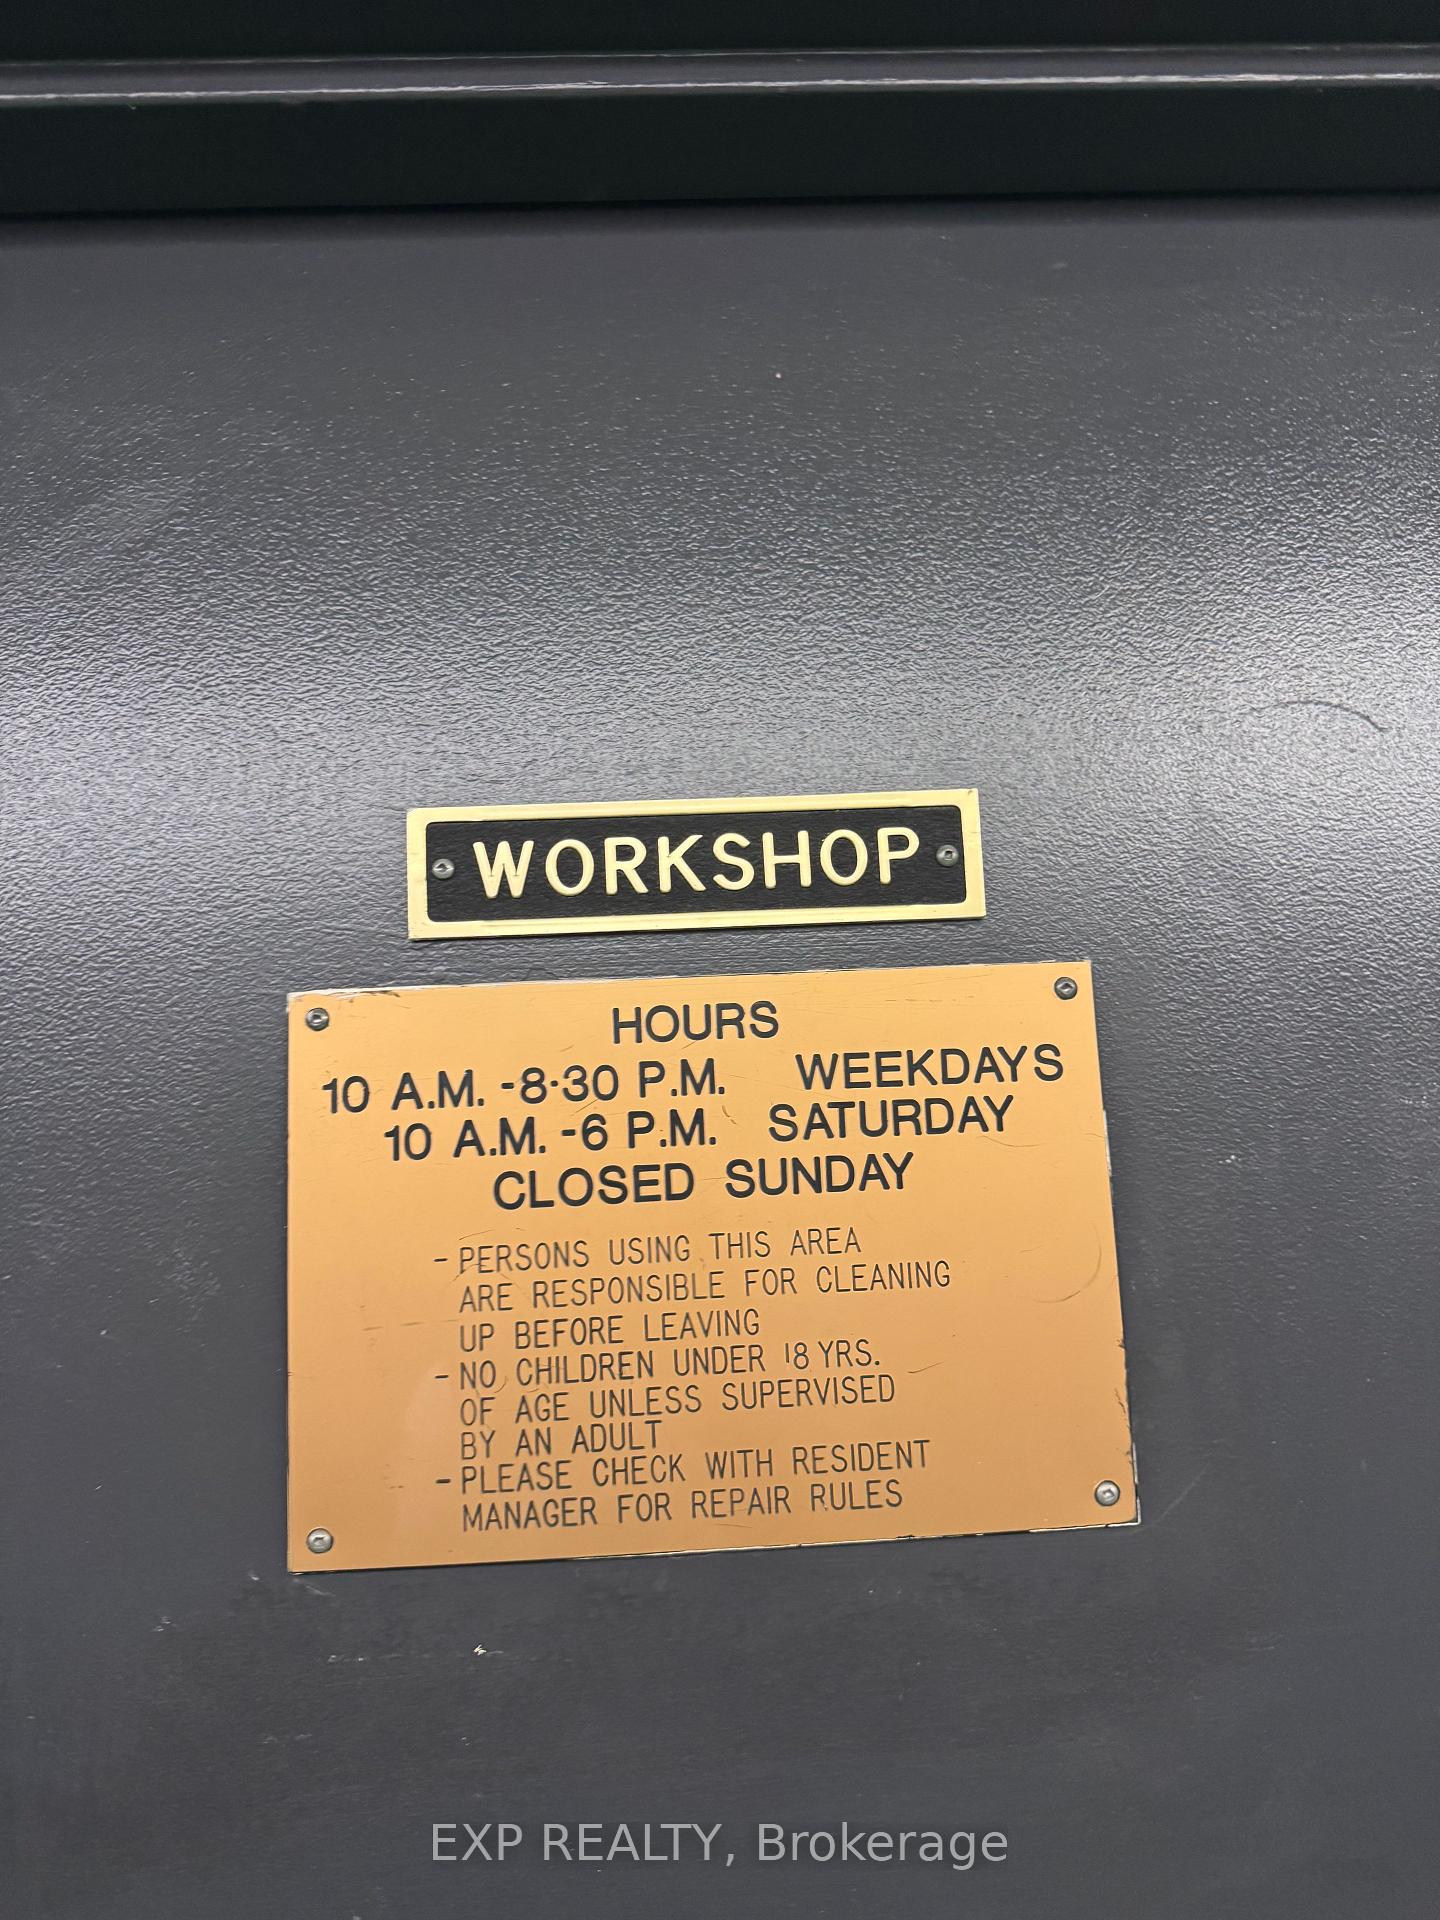 WORKSHOP
HOURS
10 A.M. -8·30 P.M. WEEKDAYS
10 A.M. -6 P.M. SATURDAY
CLOSED SUNDAY
- PERSONS USING THIS AREA
ARE RESPONSIBLE FOR CLEANING
UP BEFORE LEAVING
- NO CHILDREN UNDER 18 YRS.
OF AGE UNLESS SUPERVISED
BY AN ADULT
- PLEASE CHECK WITH RESIDENT
MANAGER FOR REPAIR RULES
EXP REALTY, Brokerage